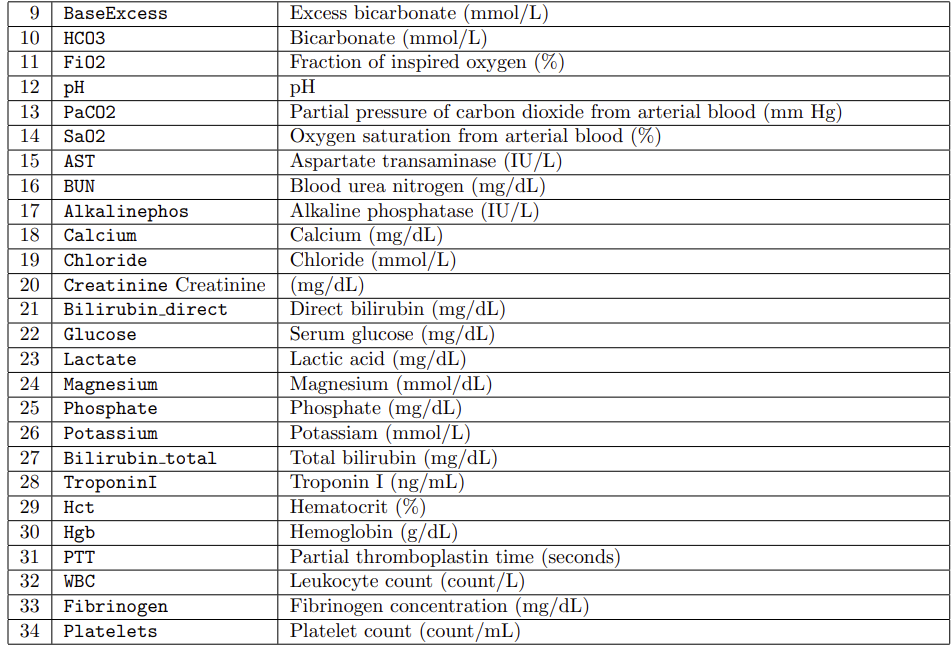 9 BaseExcess Excess bicarbonate (mmol/L)
10 HCO3 Bicarbonate (mmol/L)
11 FiO2 Fraction of inspired oxygen (%)
12 pH pH
13 PaCO2 Partial pressure of carbon dioxide from arterial blood (mm Hg)
14 SaO2 Oxygen saturation from arterial blood (%)
15 AST Aspartate transaminase (IU/L)
16 BUN Blood urea nitrogen (mg/dL)
17 Alkalinephos Alkaline phosphatase (IU/L)
18 Calcium Calcium (mg/dL)
19 Chloride Chloride (mmol/L)
20 Creatinine Creatinine (mg/dL)
21 Bilirubin_direct Direct bilirubin (mg/dL)
22 Glucose Serum glucose (mg/dL)
23 Lactate Lactic acid (mg/dL)
24 Magnesium Magnesium (mmol/dL)
25 Phosphate Phosphate (mg/dL)
26 Potassium Potassiam (mmol/L)
27 Bilirubin_total Total bilirubin (mg/dL)
28 TroponinI Troponin I (ng/mL)
29 Hct Hematocrit (%)
30 Hgb Hemoglobin (g/dL)
31 PTT Partial thromboplastin time (seconds)
32 WBC Leukocyte count (count/L)
33 Fibrinogen Fibrinogen concentration (mg/dL)
34 Platelets Platelet count (count/mL)